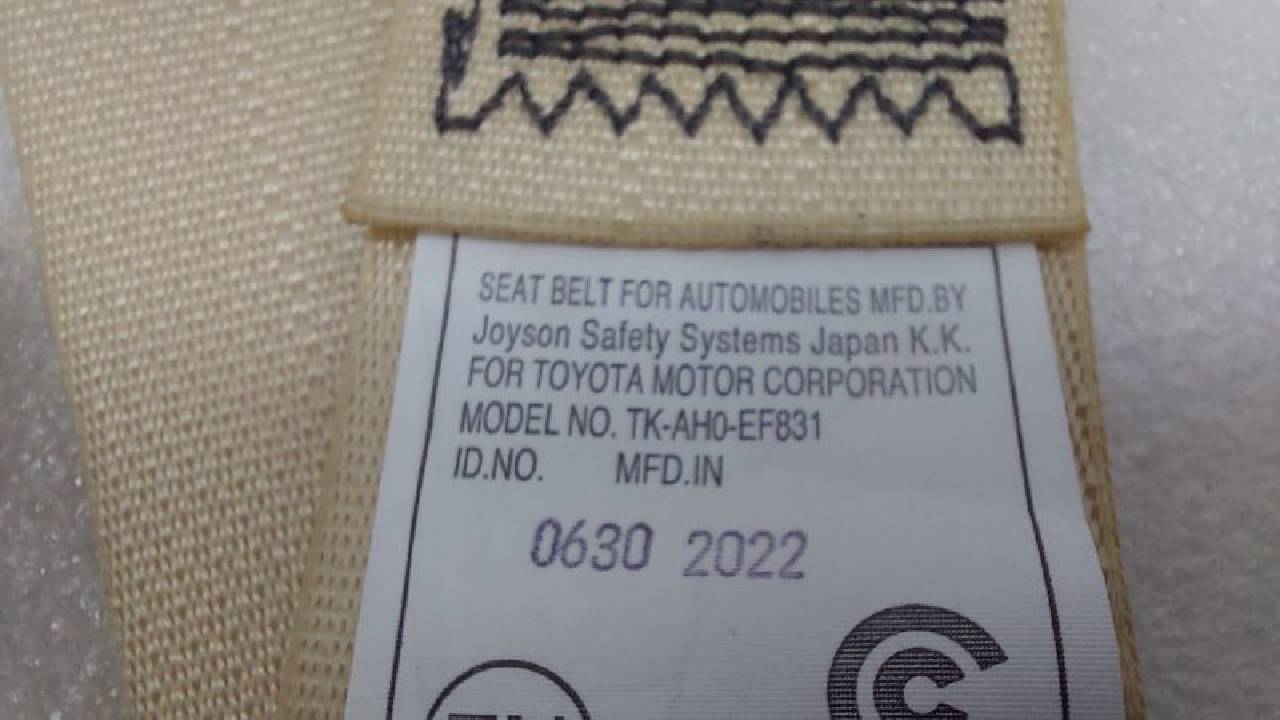 SEAT BELT FOR AUTOMOBILES MFD.BY
Joyson Safety Systems Japan K.K.
FOR TOYOTA MOTOR CORPORATION
MODEL NO. TK-AH0-EF831
ID.NO. MFD.IN
0630 2022